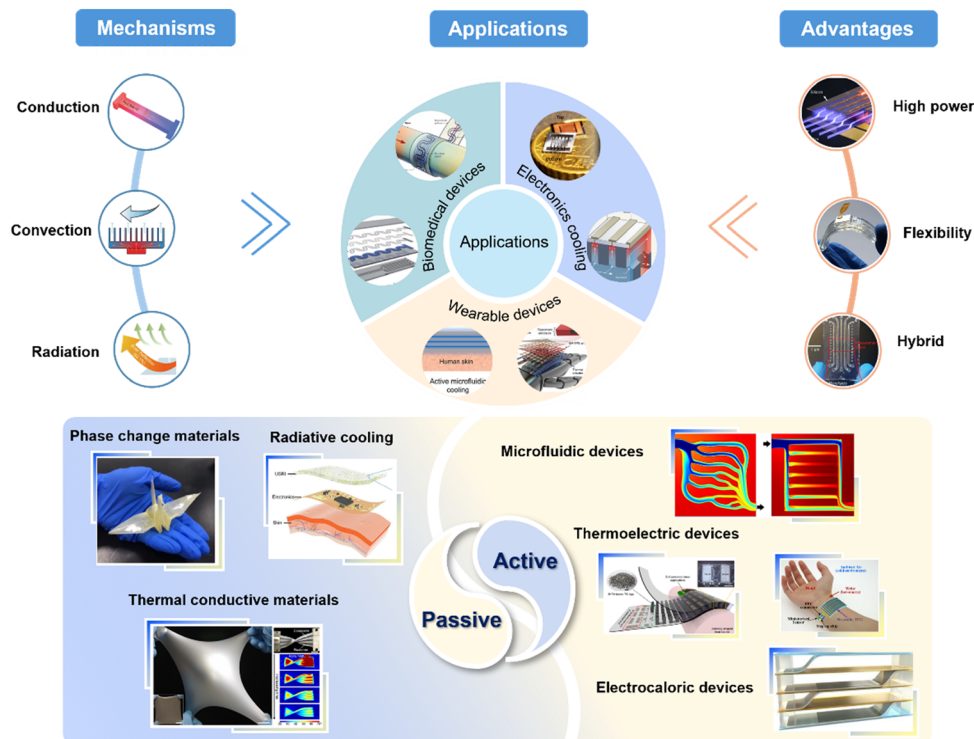 Mechanisms
Applications
Advantages
Conduction
Convection
Radiation
Biomedical devices
Electronics cooling
Wearable devices
Applications
Human skin
Active microfluidic
cooling
High power
Flexibility
Hybrid
Phase change materials
Radiative cooling
Electronics
Skin
Thermal conductive materials
Passive
Active
Microfluidic devices
Thermoelectric devices
Electrocaloric devices